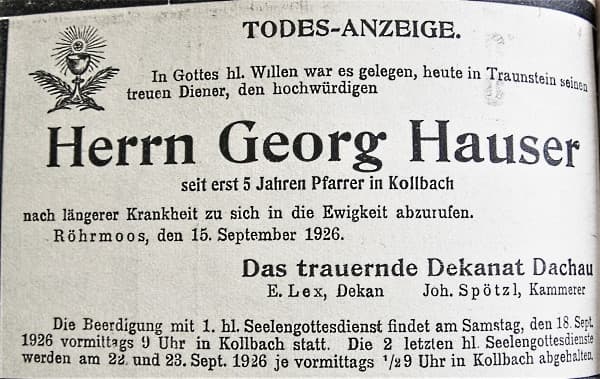 TODES-ANZEIGE.
In Gottes hl. Willen war es gelegen, heute in Traunstein seinen
treuen Diener, den hochwürdigen
Herrn Georg Hauser
seit erst 5 Jahren Pfarrer in Kollbach
nach längerer Krankheit zu sich in die Ewigkeit abzurufen.
Röhrmoos, den 15. September 1926.
Das trauernde Dekanat Dachau
E. Lex, Dekan Joh. Spötzl, Kammerer
Die Beerdigung mit 1. hl. Seelengottesdienst findet am Samstag, den 18. Sept.
1926 vormittags 9 Uhr in Kollbach statt. Die 2 letzten hl. Seelengottesdienste
werden am 22. und 23. Sept. 1926 je vormittags ½9 Uhr in Kollbach abgehalten.